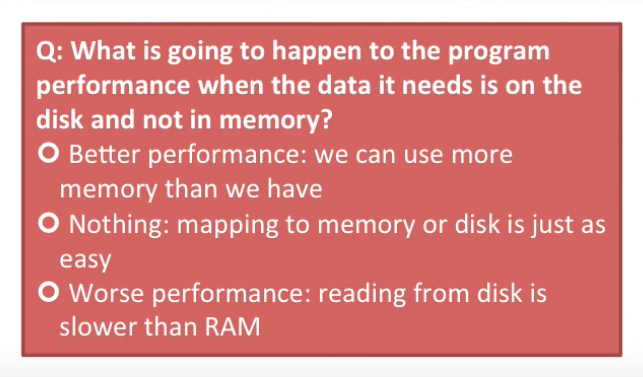 Q: What is going to happen to the program
performance when the data it needs is on the
disk and not in memory?
Better performance: we can use more
memory than we have
Nothing: mapping to memory or disk is just as
easy
Worse performance: reading from disk is
slower than RAM